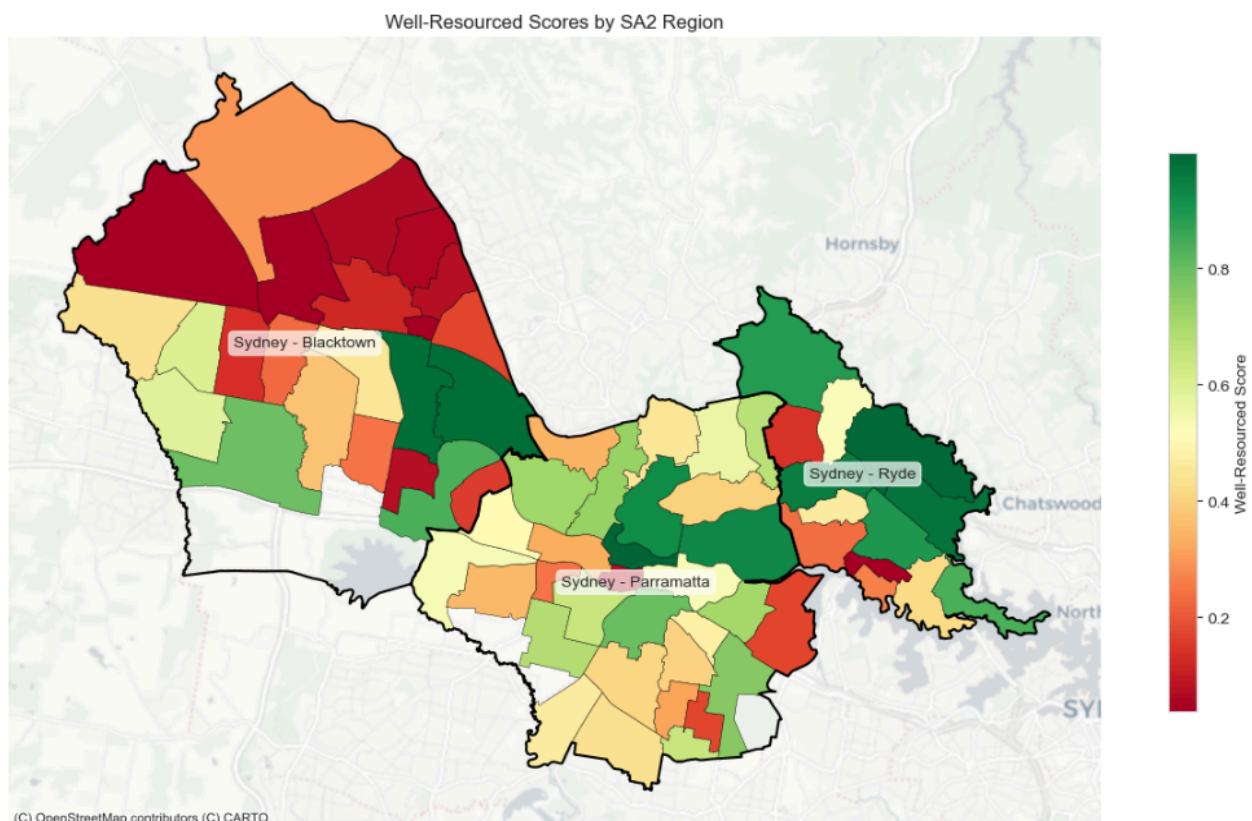 Well-Resourced Scores by SA2 Region
Hornsby
Sydney - Blacktown
Sydney - Ryde
Chatswood
Sydney - Parramatta
North
SY
0.8
0.6
0.4
0.2
Well-Resourced Score
(C) OpenStreetMap contributors (C) CARTO